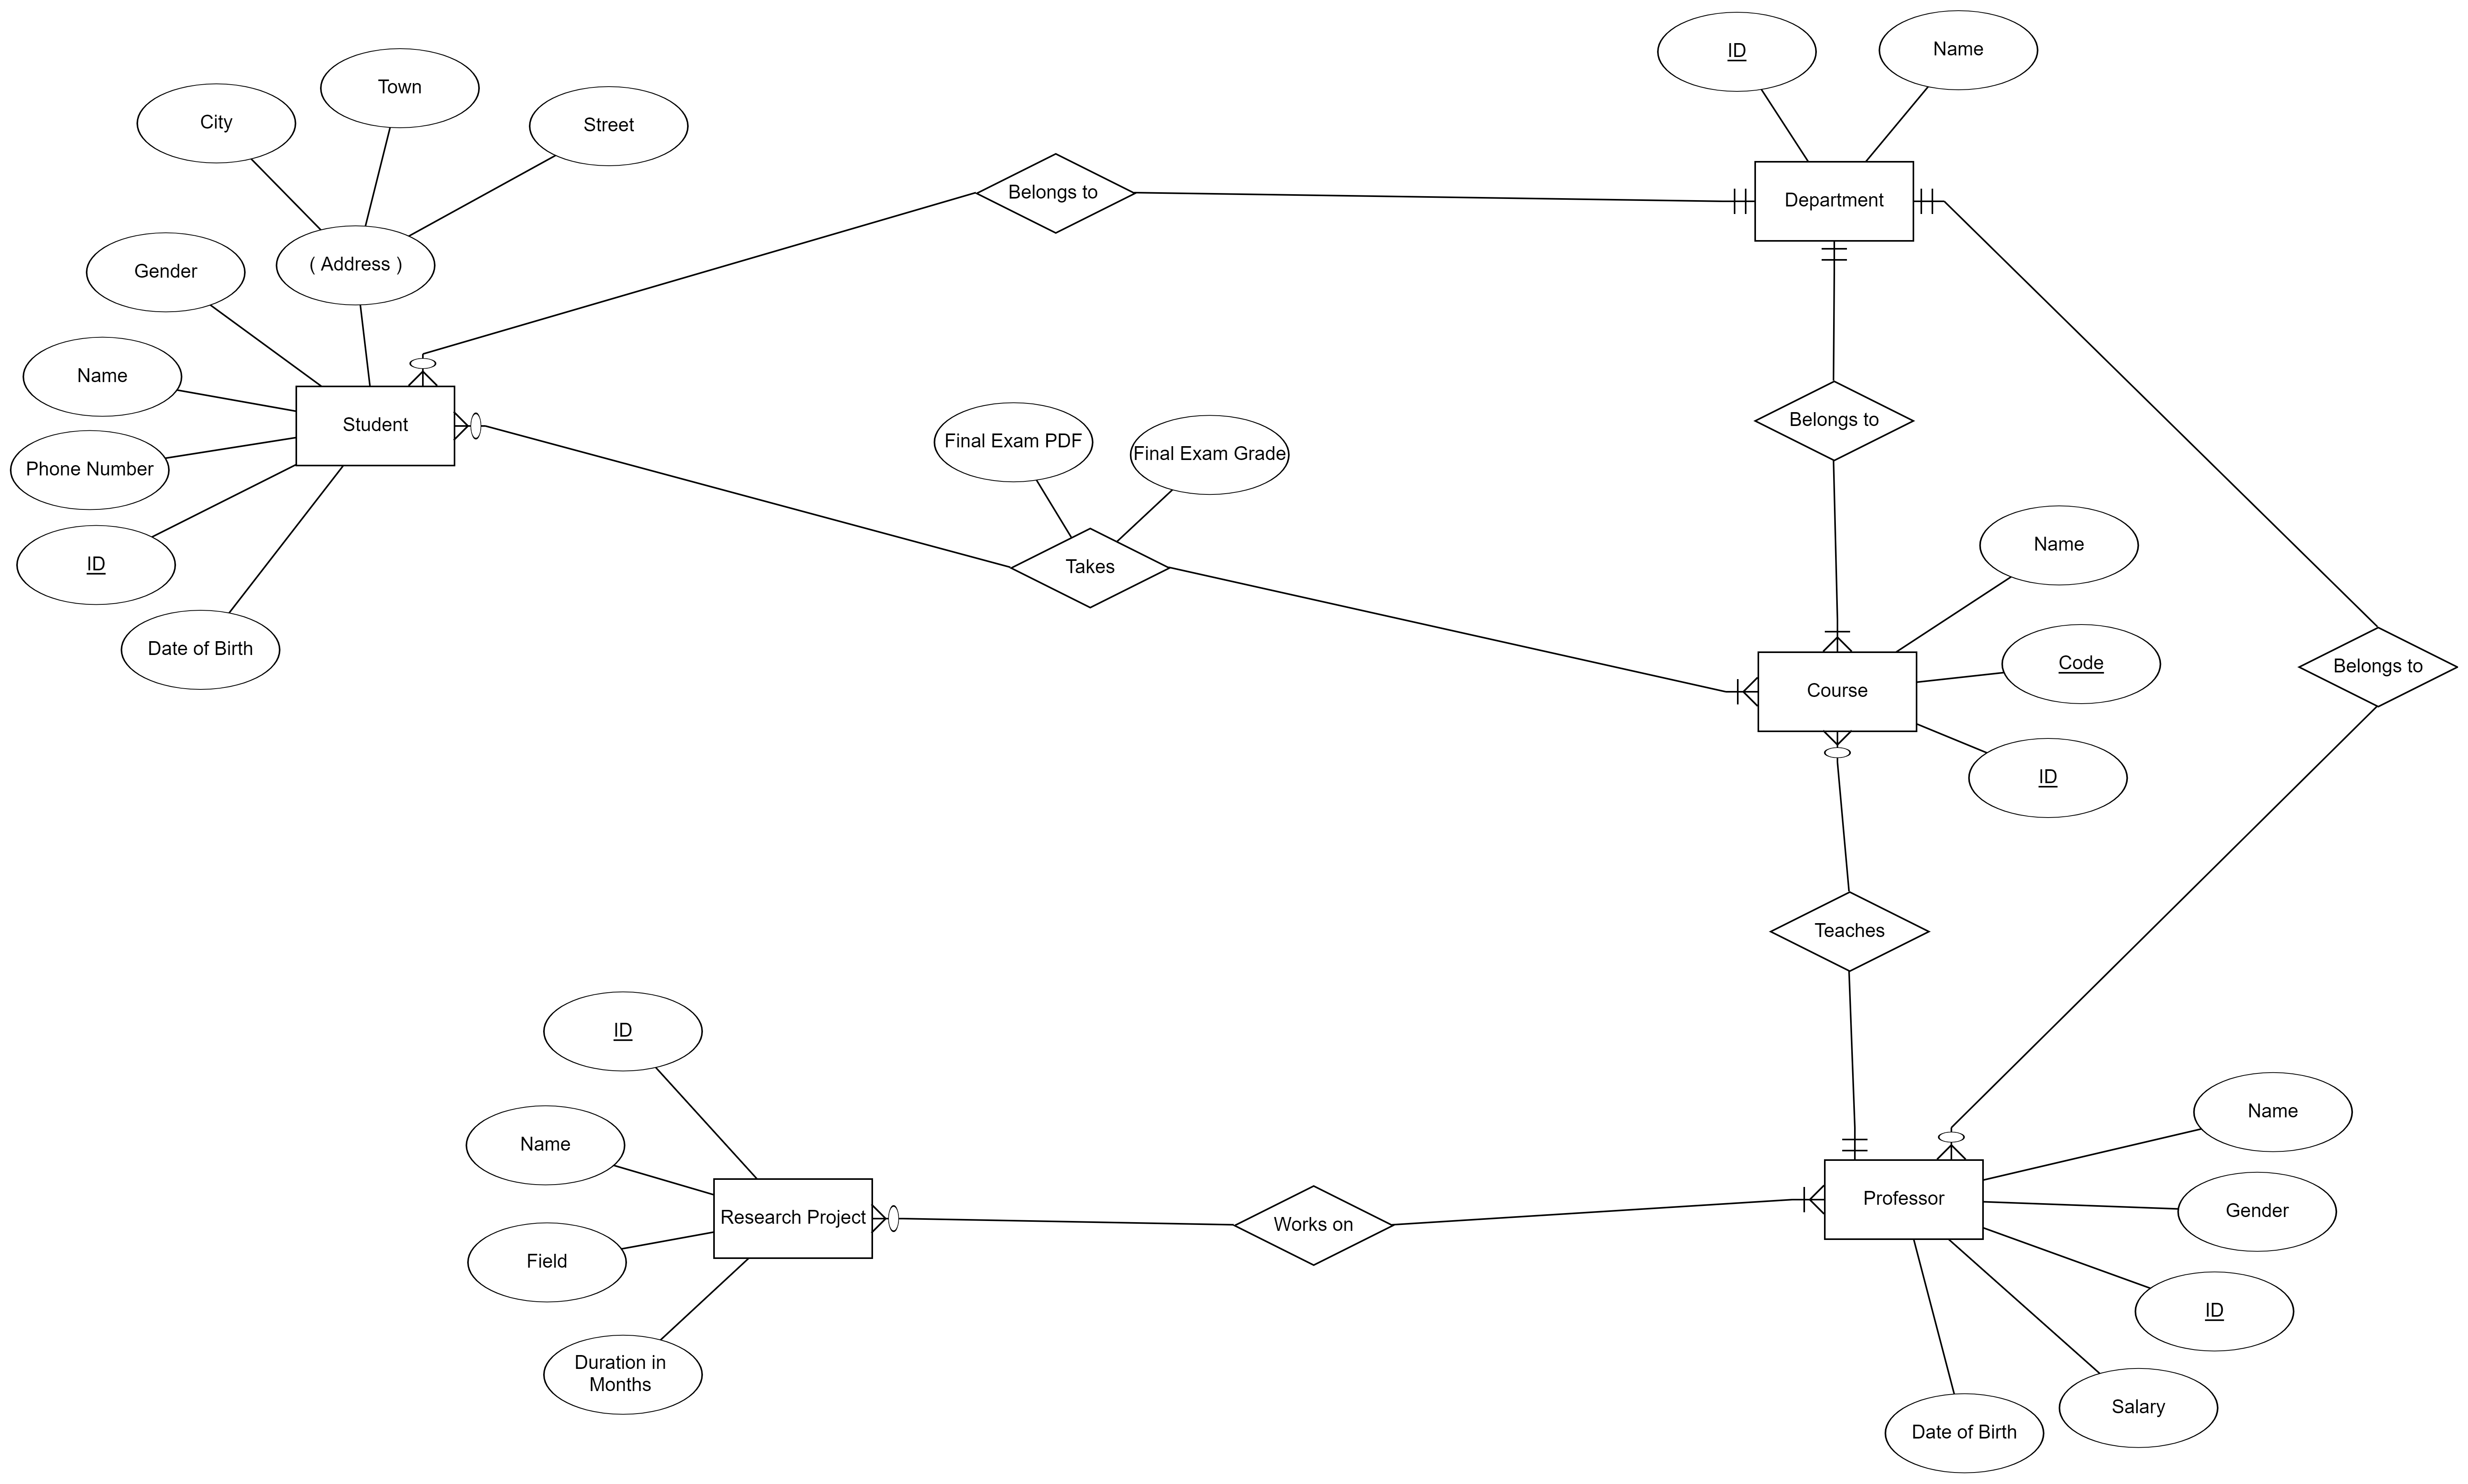 ID
Name
Town
City
Street
Belongs to
Department
( Address )
Gender
Name
Student
Phone Number
ID
Date of Birth
Final Exam PDF
Final Exam Grade
Takes
Belongs to
Name
Code
Course
ID
Belongs to
Teaches
ID
Name
Research Project
Field
Duration in
Months
Works on
Professor
Name
Gender
ID
Salary
Date of Birth